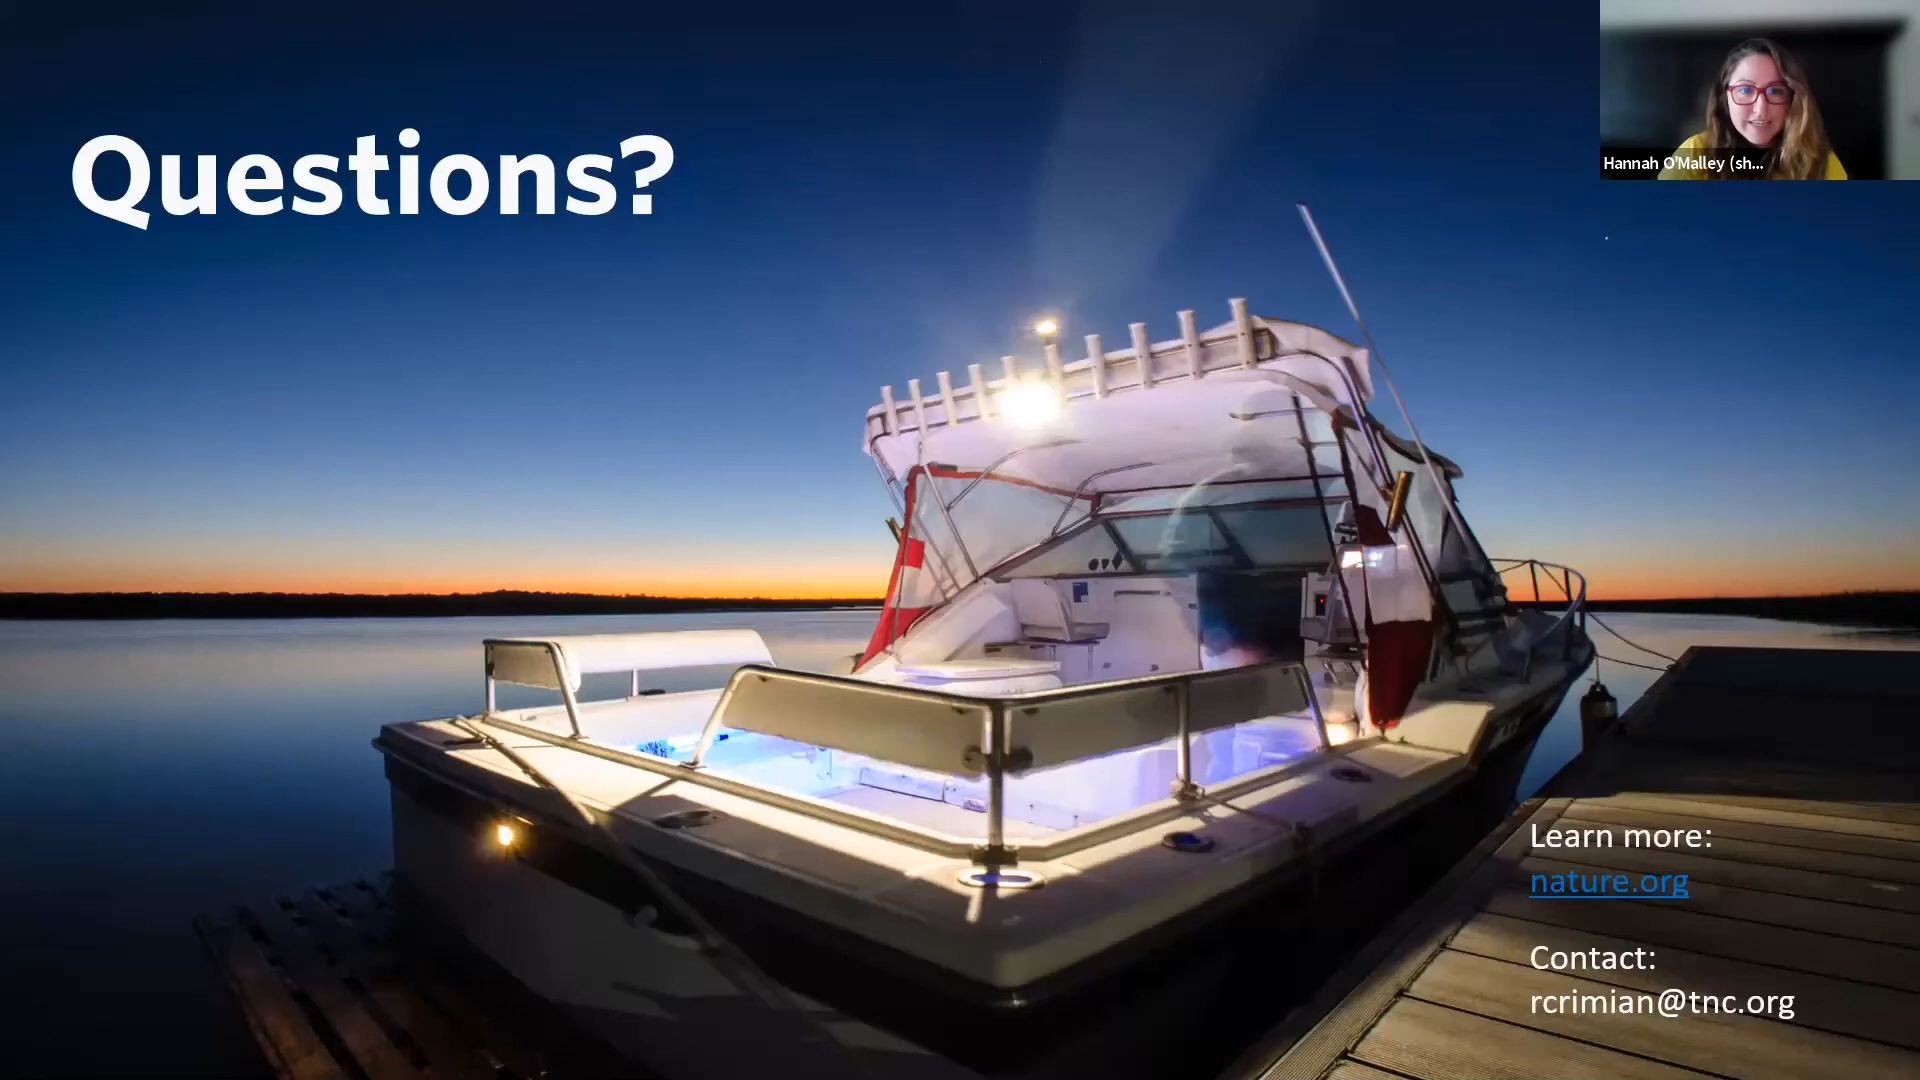 Questions?
Hannah O'Malley (sh...
Learn more:
nature.org
Contact:
rcrimian@tnc.org